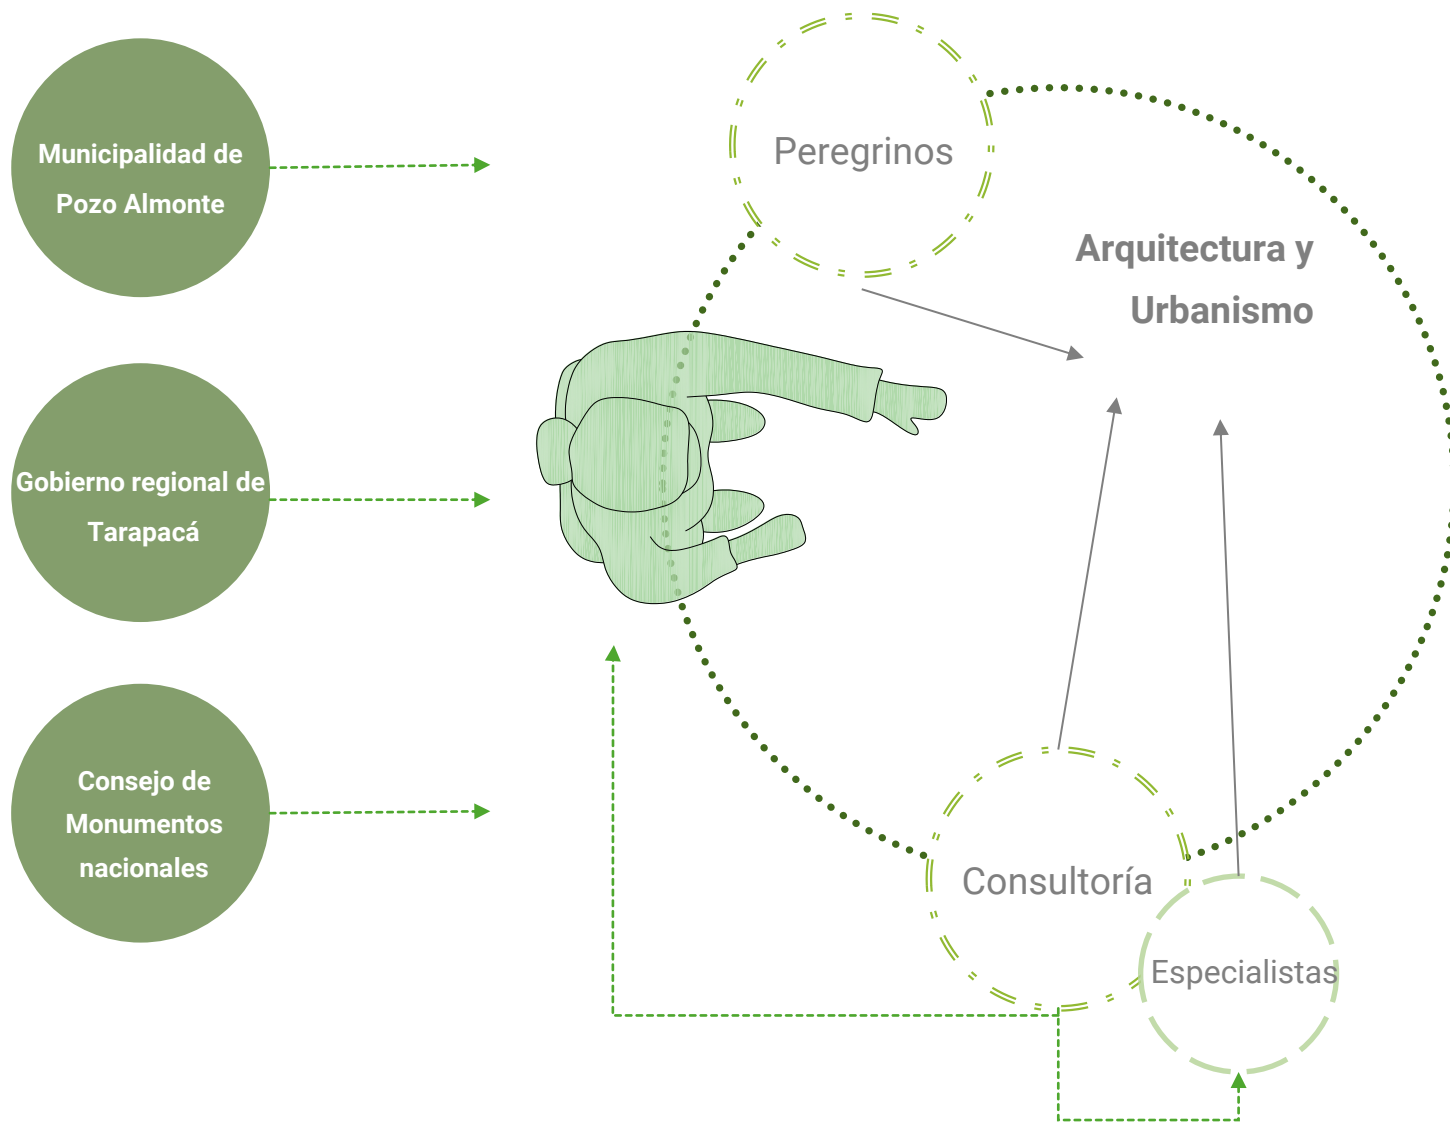 Municipalidad de
Pozo Almonte
Gobierno regional de
Tarapacá
Consejo de
Monumentos
nacionales
Peregrinos
Arquitectura y
Urbanismo
Consultoría
Especialistas